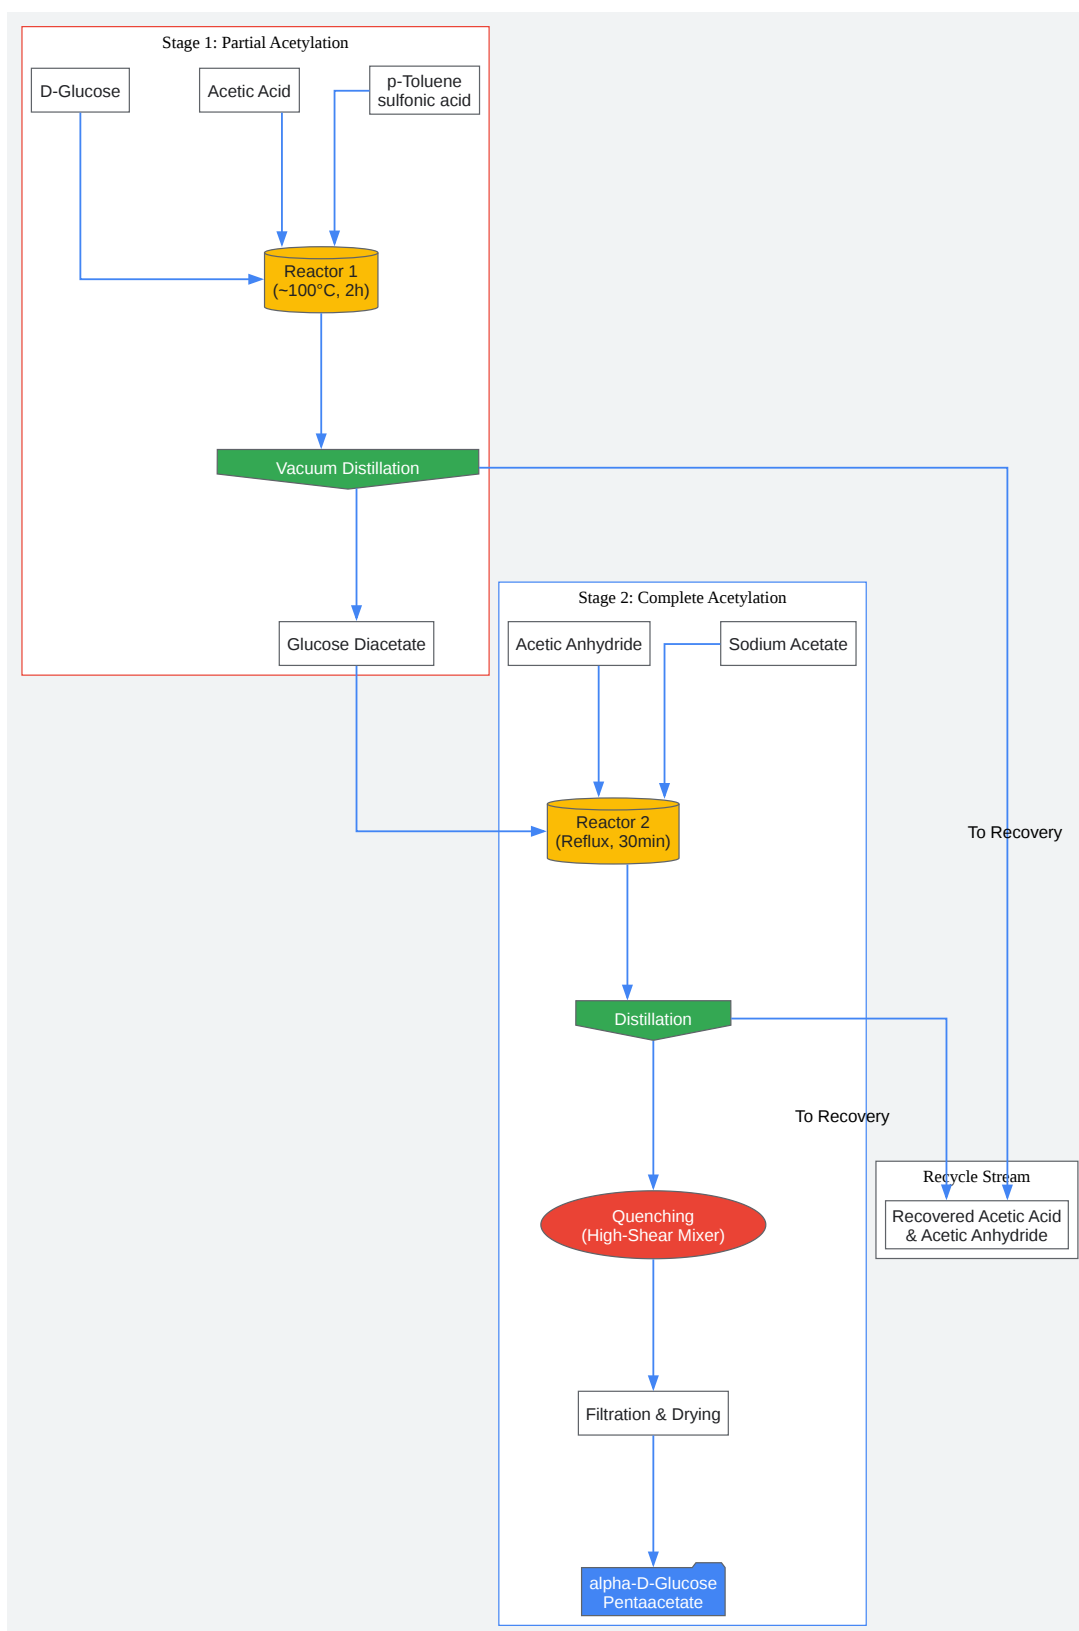 Stage 1: Partial Acetylation
D-Glucose
Acetic Acid
p-Toluene
sulfonic acid
Reactor 1
(~100°C, 2h)
Vacuum Distillation
Glucose Diacetate
Stage 2: Complete Acetylation
Acetic Anhydride
Sodium Acetate
Reactor 2
(Reflux, 30min)
To Recovery
Distillation
To Recovery
Recycle Stream
Recovered Acetic Acid
& Acetic Anhydride
Quenching
(High-Shear Mixer)
Filtration & Drying
alpha-D-Glucose
Pentaacetate